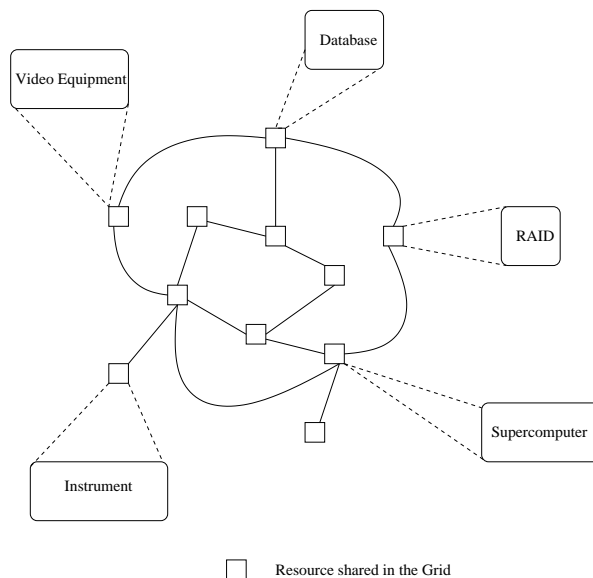 Database
Video Equipment
RAID
Supercomputer
Instrument
Resource shared in the Grid